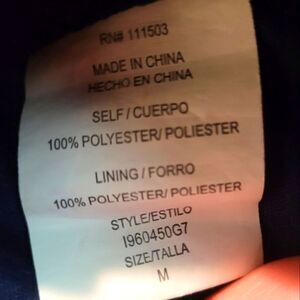 RN# 111503
MADE IN CHINA
HECHO EN CHINA
SELF / CUERPO
100% POLYESTER/ POLIESTER
LINING / FORRO
100% POLYESTER/ POLIESTER
STYLE/ESTILO
I960450G7
SIZE/TALLA
M